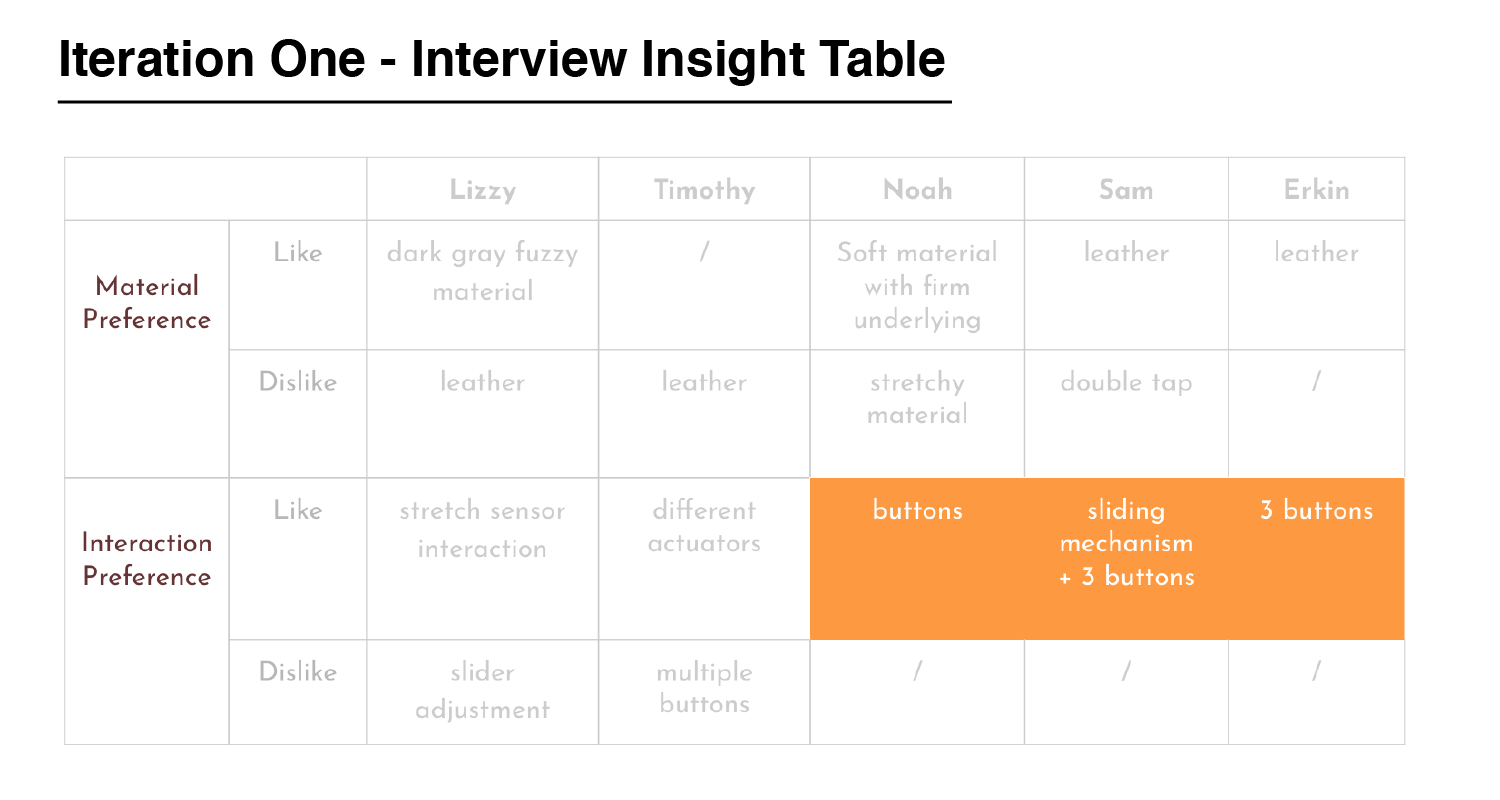 Iteration One - Interview Insight Table
Lizzy Timothy Noah Sam Erkin
Material
Preference
Like
dark gray fuzzy
material
/
Soft material
with firm
underlying
leather
leather
Dislike
leather
leather
stretchy
material
double tap
/
Interaction
Preference
Like
stretch sensor
interaction
different
actuators
buttons
sliding
mechanism
+ 3 buttons
3 buttons
Dislike
slider
adjustment
multiple
buttons
/
/
/